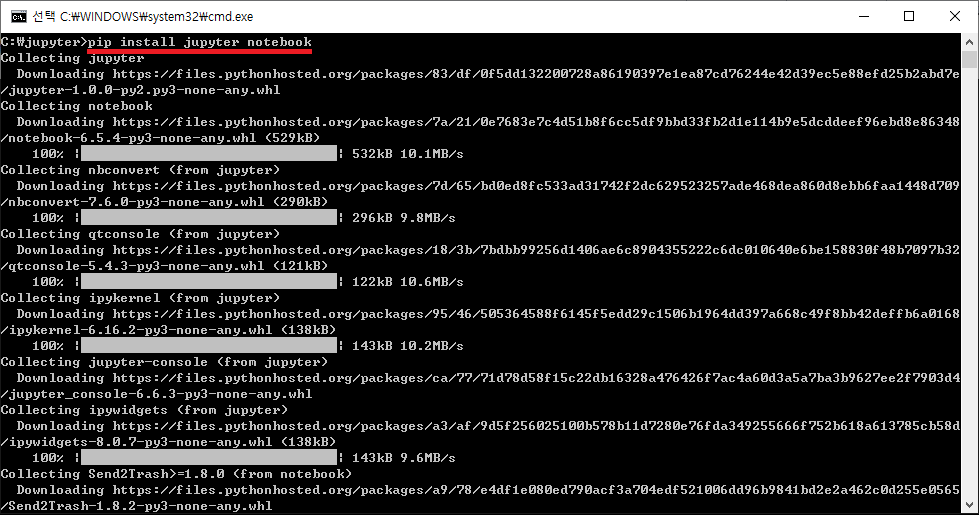 선택 C:₩WINDOWS₩system32₩cmd.exe
C:₩jupyter>pip install jupyter notebook
Collecting jupyter
  Downloading https://files.pythonhosted.org/packages/83/df/0f5dd132200728a86190397e1ea87cd76244e42d39ec5e88efd25b2abd7e
/jupyter-1.0.0-py2.py3-none-any.whl
Collecting notebook
  Downloading https://files.pythonhosted.org/packages/7a/21/0e7683e7c4d51b8f6cc5df9bbd33fb2d1e114b9e5dcddeef96ebd8e86348
/notebook-6.5.4-py3-none-any.whl (529kB)
    100% |████████████████████████████████| 532kB 10.1MB/s
Collecting nbconvert (from jupyter)
  Downloading https://files.pythonhosted.org/packages/7d/65/bd0ed8fc533ad31742f2dc629523257ade468dea860d8ebb6faa1448d709
/nbconvert-7.6.0-py3-none-any.whl (290kB)
    100% |████████████████████████████████| 296kB 9.8MB/s
Collecting qtconsole (from jupyter)
  Downloading https://files.pythonhosted.org/packages/18/3b/7bdbb99256d1406ae6c8904355222c6dc010640e6be158830f48b7097b32
/qtconsole-5.4.3-py3-none-any.whl (121kB)
    100% |████████████████████████████████| 122kB 10.6MB/s
Collecting ipykernel (from jupyter)
  Downloading https://files.pythonhosted.org/packages/95/46/505364588f6145f5edd29c1506b1964dd397a668c49f8bb42deffb6a0168
/ipykernel-6.16.2-py3-none-any.whl (138kB)
    100% |████████████████████████████████| 143kB 10.2MB/s
Collecting jupyter-console (from jupyter)
  Downloading https://files.pythonhosted.org/packages/ca/77/71d78d58f15c22db16328a476426f7ac4a60d3a5a7ba3b9627ee2f7903d4
/jupyter_console-6.6.3-py3-none-any.whl
Collecting ipywidgets (from jupyter)
  Downloading https://files.pythonhosted.org/packages/a3/af/9d5f256025100b578b11d7280e76fda349255666f752b618a613785cb58d
/ipywidgets-8.0.7-py3-none-any.whl (138kB)
    100% |████████████████████████████████| 143kB 9.6MB/s
Collecting Send2Trash>=1.8.0 (from notebook)
  Downloading https://files.pythonhosted.org/packages/a9/78/e4df1e080ed790acf3a704edf521006dd96b9841bd2e2a462c0d255e0565
/Send2Trash-1.8.2-py3-none-any.whl